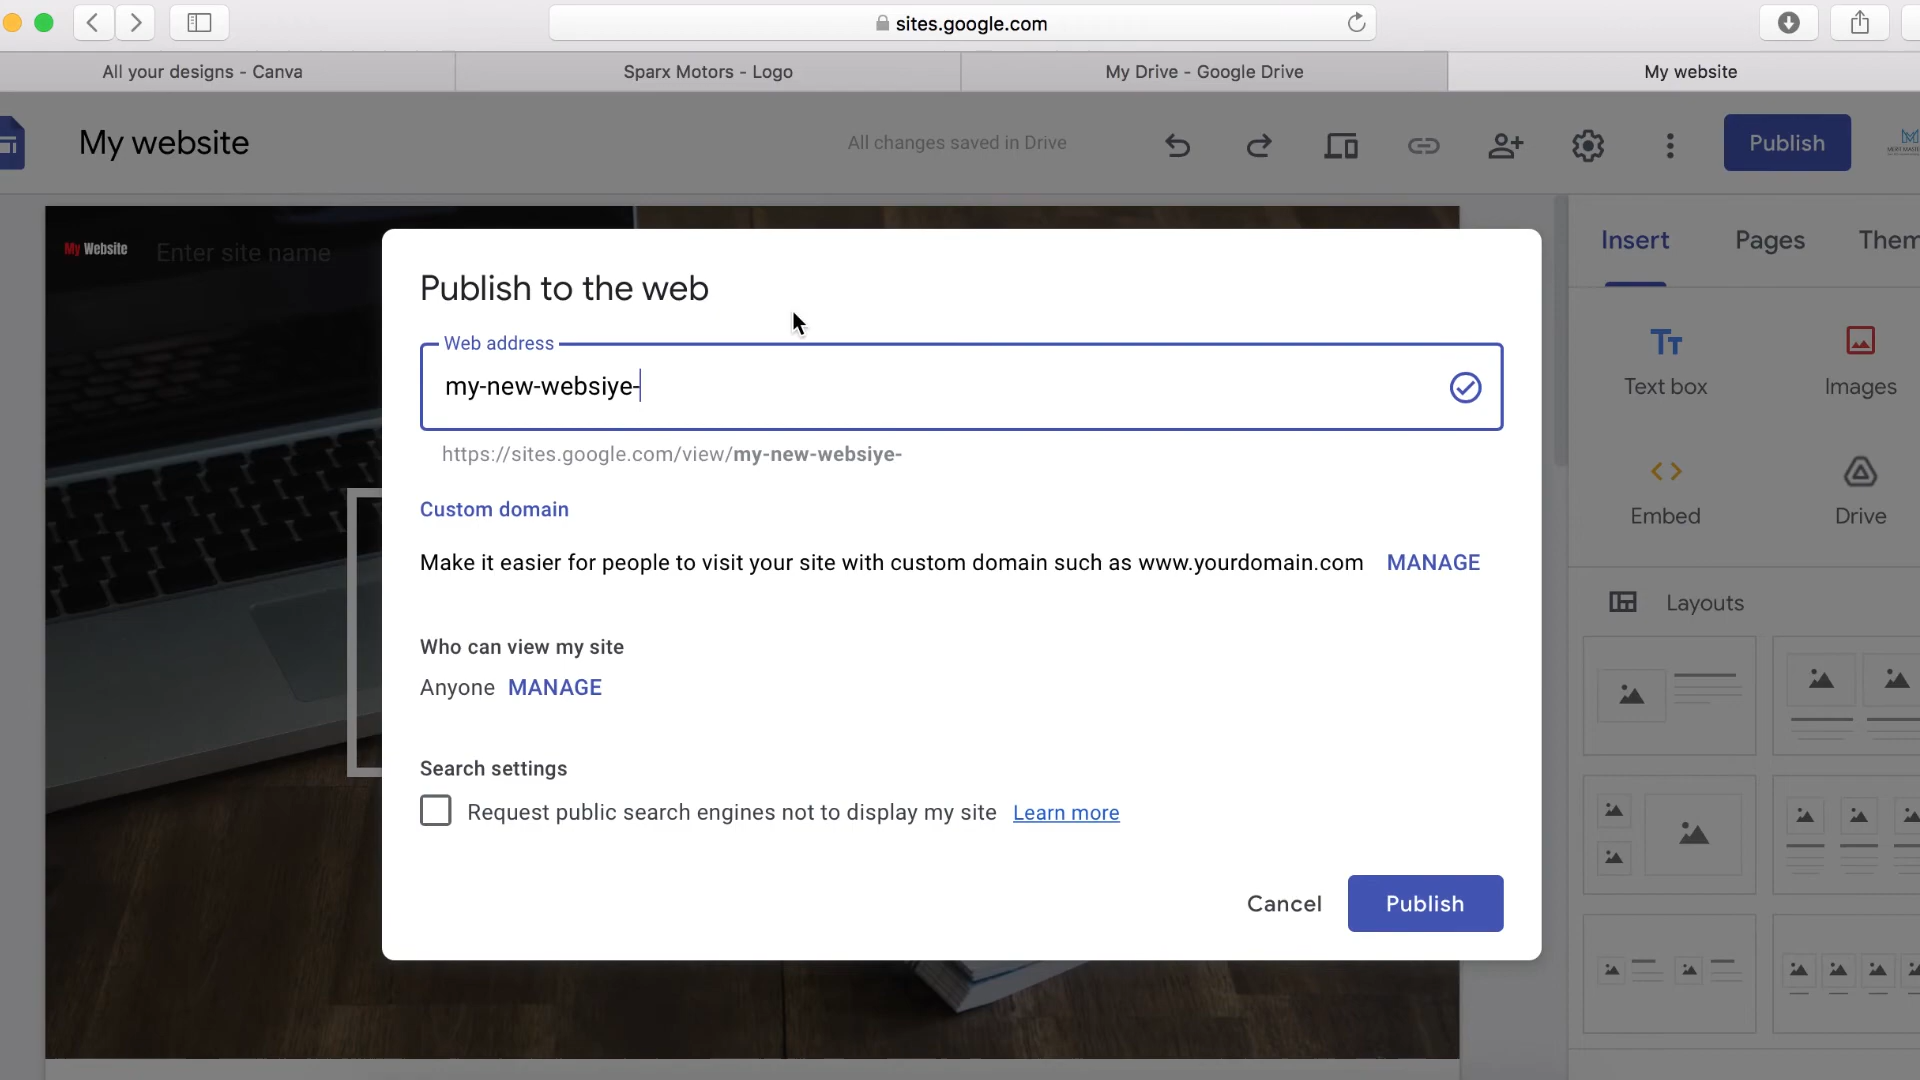 sites.google.com
All your designs - Canva
Sparx Motors - Logo
My Drive - Google Drive
My website
My website
All changes saved in Drive
Publish
My Website
Enter site name
Insert
Pages
Them
Publish to the web
Web address
my-new-websiye-
https://sites.google.com/view/my-new-websiye-
Custom domain
Make it easier for people to visit your site with custom domain such as www.yourdomain.com MANAGE
Who can view my site
Anyone MANAGE
Search settings
Request public search engines not to display my site Learn more
Cancel
Publish
Text box
Images
Embed
Drive
Layouts